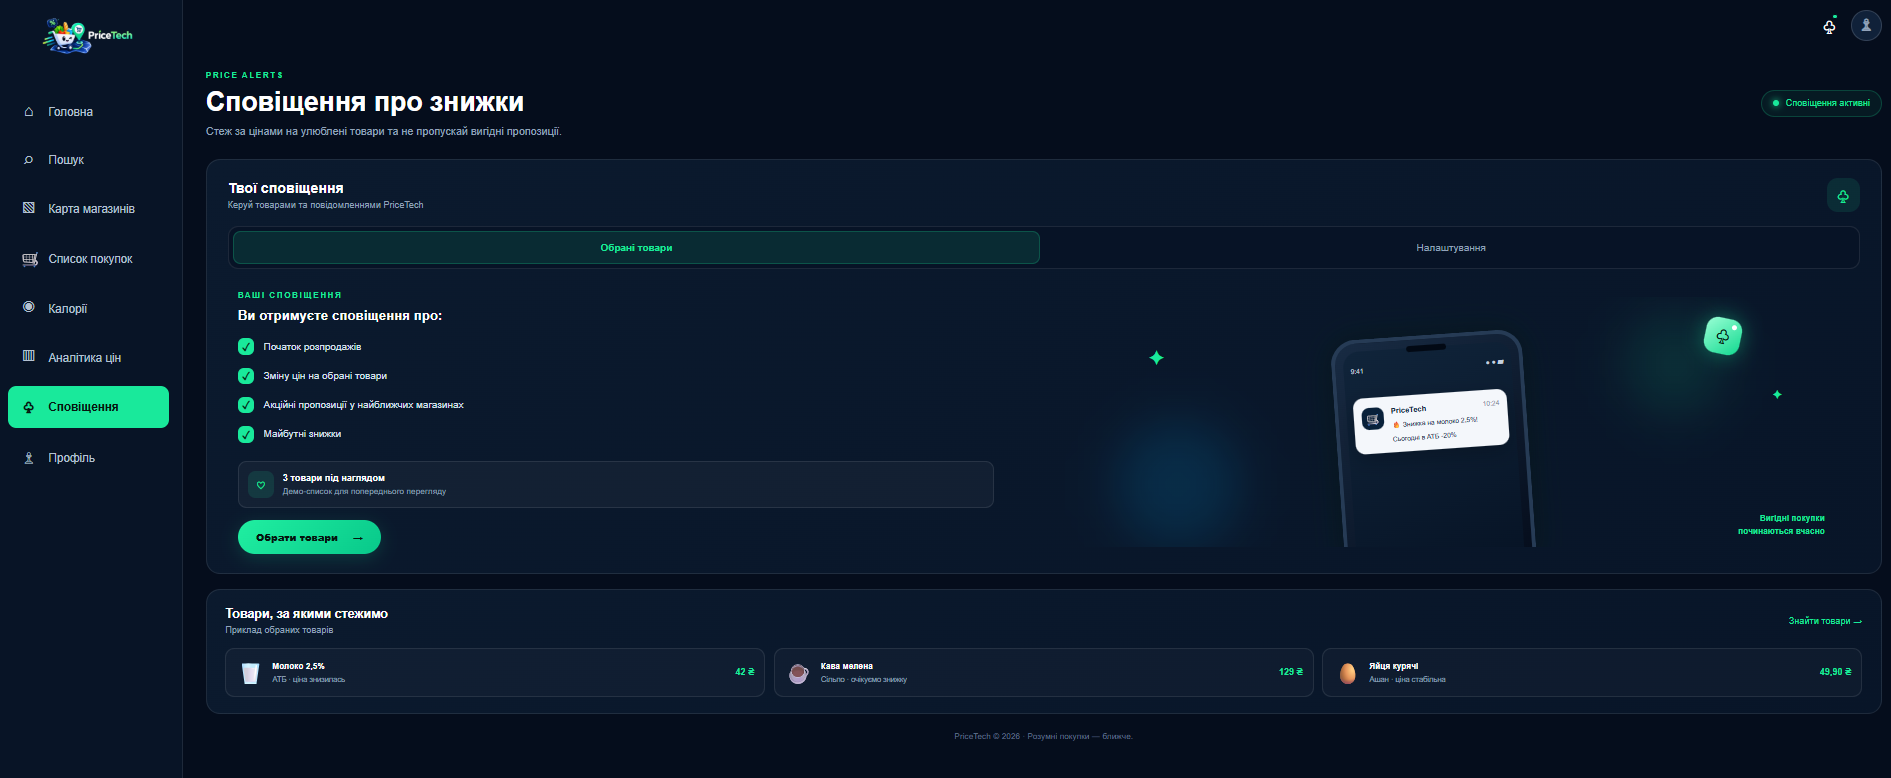 PriceTech
Головна
Пошук
Карта магазинів
Список покупок
Калорії
Аналітика цін
Сповіщення
Профіль
PRICE ALERTS
Сповіщення про знижки
Стеж за цінами на улюблені товари та не пропускай вигідні пропозиції.
Сповіщення активні
Твої сповіщення
Керуй товарами та повідомленнями PriceTech
Обрані товари
Налаштування
ВАШІ СПОВІЩЕННЯ
Ви отримуєте сповіщення про:
Початок розпродажів
Зміну цін на обрані товари
Акційні пропозиції у найближчих магазинах
Майбутні знижки
3 товари під наглядом
Демо-список для попереднього перегляду
Обрати товари →
9:41
PriceTech 10:24
🔥 Знижка на молоко 2,5%!
Сьогодні в АТБ -20%
Вигідні покупки
починаються вчасно
Товари, за якими стежимо
Приклад обраних товарів
Знайти товари →
Молоко 2,5%
АТБ · ціна знизилась
42 ₴
Кава мелена
Сільпо · очікуємо знижку
129 ₴
Яйця курячі
Ашан · ціна стабільна
49,90 ₴
PriceTech © 2026 · Розумні покупки — ближче.